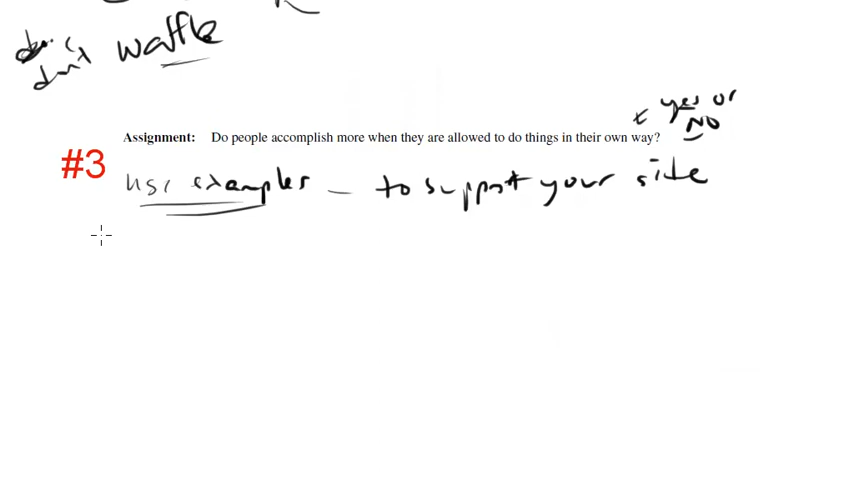 don't waffle
yes or
NO
Assignment: Do people accomplish more when they are allowed to do things in their own way?
#3
use examples - to support your side